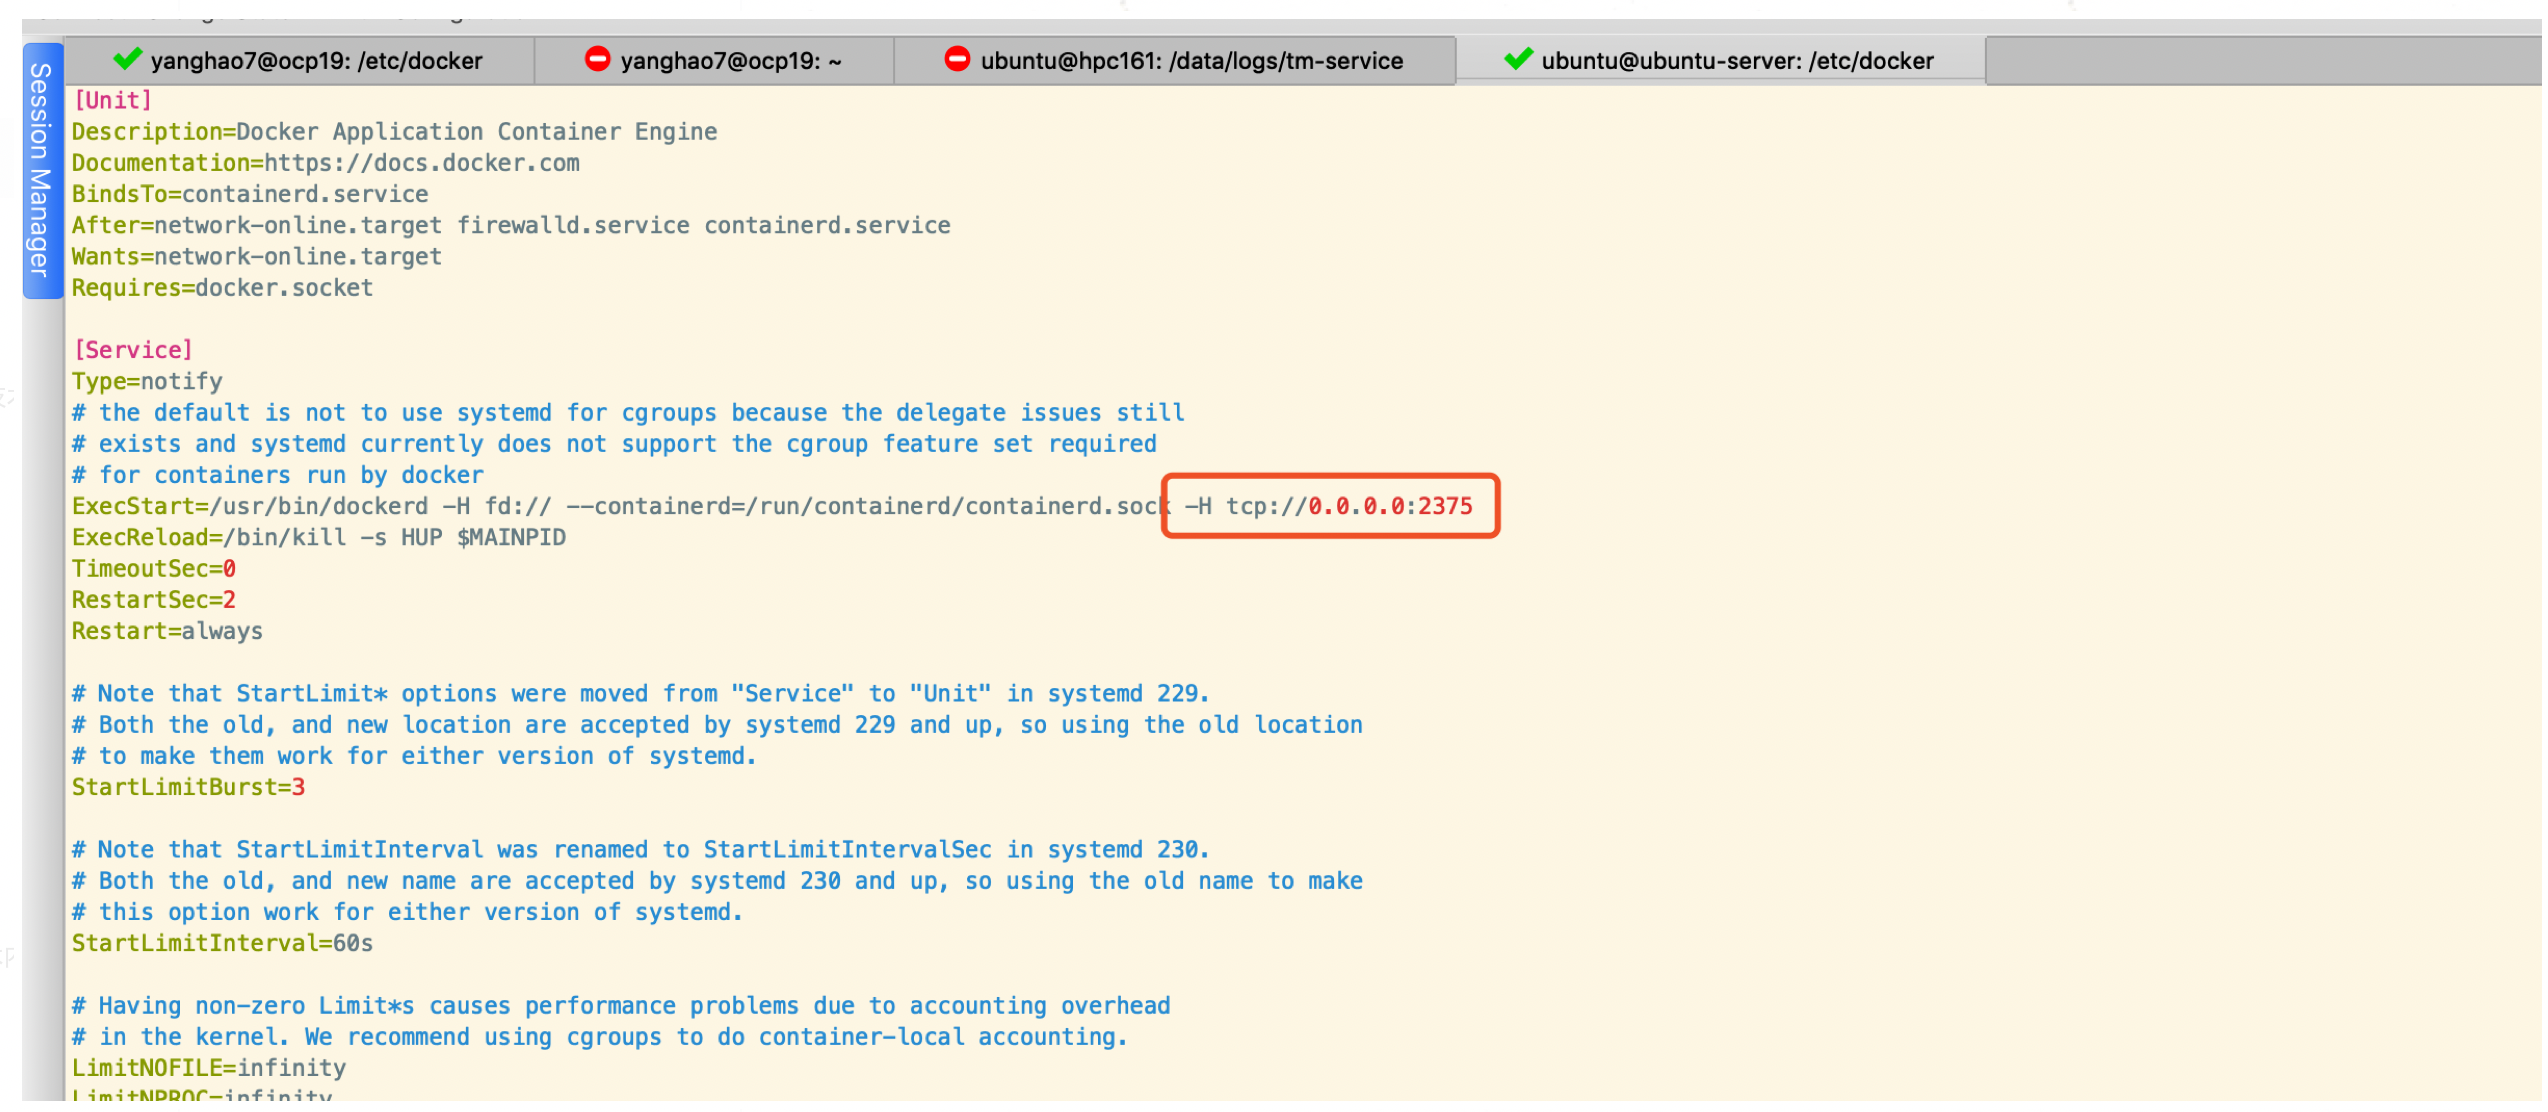 yanghao7@ocp19: /etc/docker
yanghao7@ocp19: ~
ubuntu@hpc161: /data/logs/tm-service
ubuntu@ubuntu-server: /etc/docker
Session Manager
[Unit]
Description=Docker Application Container Engine
Documentation=https://docs.docker.com
BindsTo=containerd.service
After=network-online.target firewalld.service containerd.service
Wants=network-online.target
Requires=docker.socket
[Service]
Type=notify
# the default is not to use systemd for cgroups because the delegate issues still
# exists and systemd currently does not support the cgroup feature set required
# for containers run by docker
ExecStart=/usr/bin/dockerd -H fd:// --containerd=/run/containerd/containerd.sock -H tcp://0.0.0.0:2375
ExecReload=/bin/kill -s HUP $MAINPID
TimeoutSec=0
RestartSec=2
Restart=always
# Note that StartLimit* options were moved from "Service" to "Unit" in systemd 229.
# Both the old, and new location are accepted by systemd 229 and up, so using the old location
# to make them work for either version of systemd.
StartLimitBurst=3
# Note that StartLimitInterval was renamed to StartLimitIntervalSec in systemd 230.
# Both the old, and new name are accepted by systemd 230 and up, so using the old name to make
# this option work for either version of systemd.
StartLimitInterval=60s
# Having non-zero Limit*s causes performance problems due to accounting overhead
# in the kernel. We recommend using cgroups to do container-local accounting.
LimitNOFILE=infinity
LimitNPROC=infinity